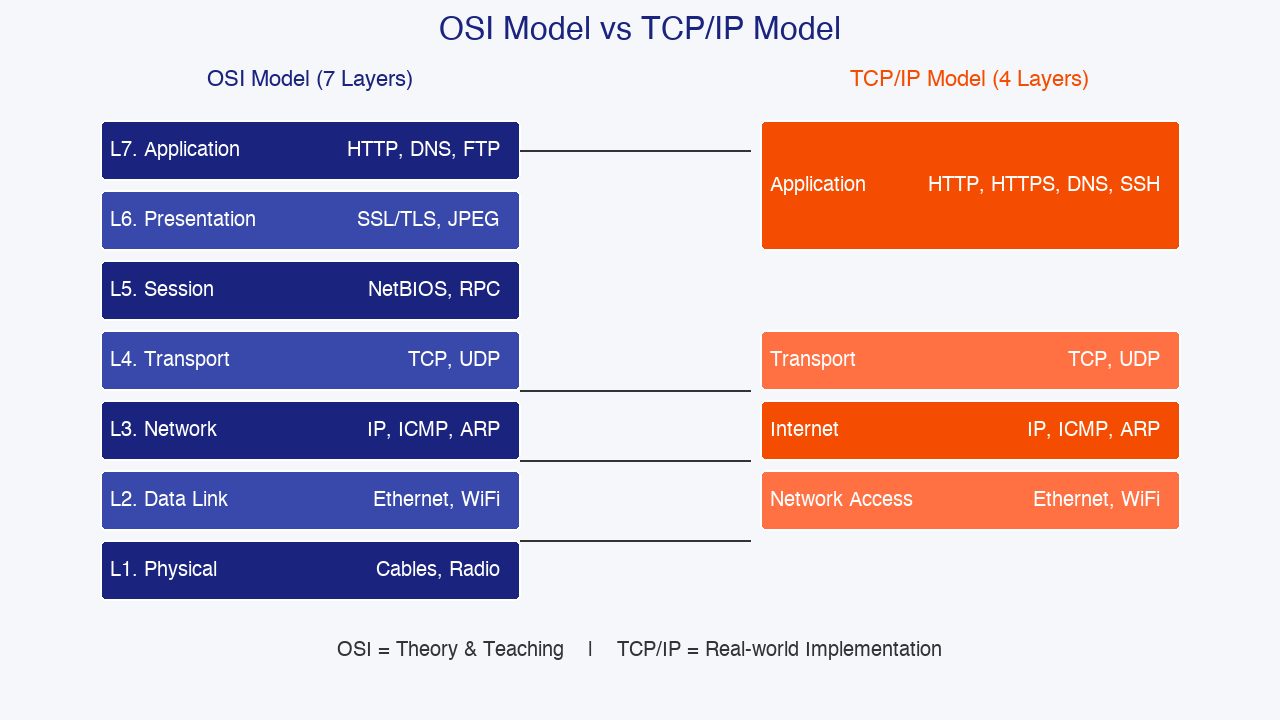 OSI Model vs TCP/IP Model
OSI Model (7 Layers)
L7. Application HTTP, DNS, FTP
L6. Presentation SSL/TLS, JPEG
L5. Session NetBIOS, RPC
L4. Transport TCP, UDP
L3. Network IP, ICMP, ARP
L2. Data Link Ethernet, WiFi
L1. Physical Cables, Radio
TCP/IP Model (4 Layers)
Application HTTP, HTTPS, DNS, SSH
Transport TCP, UDP
Internet IP, ICMP, ARP
Network Access Ethernet, WiFi
OSI = Theory & Teaching | TCP/IP = Real-world Implementation